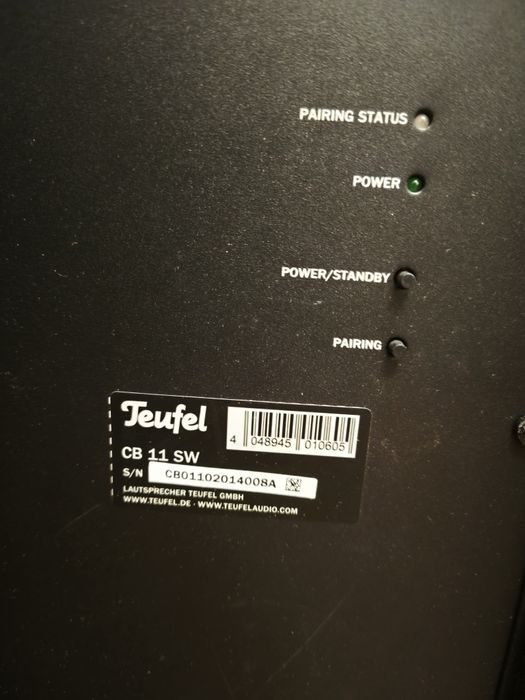 PAIRING STATUS
POWER
POWER/STANDBY
PAIRING
Teufel
4 048945 010605
CB 11 SW
S/N CB01102014008A
LAUTSPRECHER TEUFEL GMBH
WWW.TEUFEL.DE · WWW.TEUFELAUDIO.COM